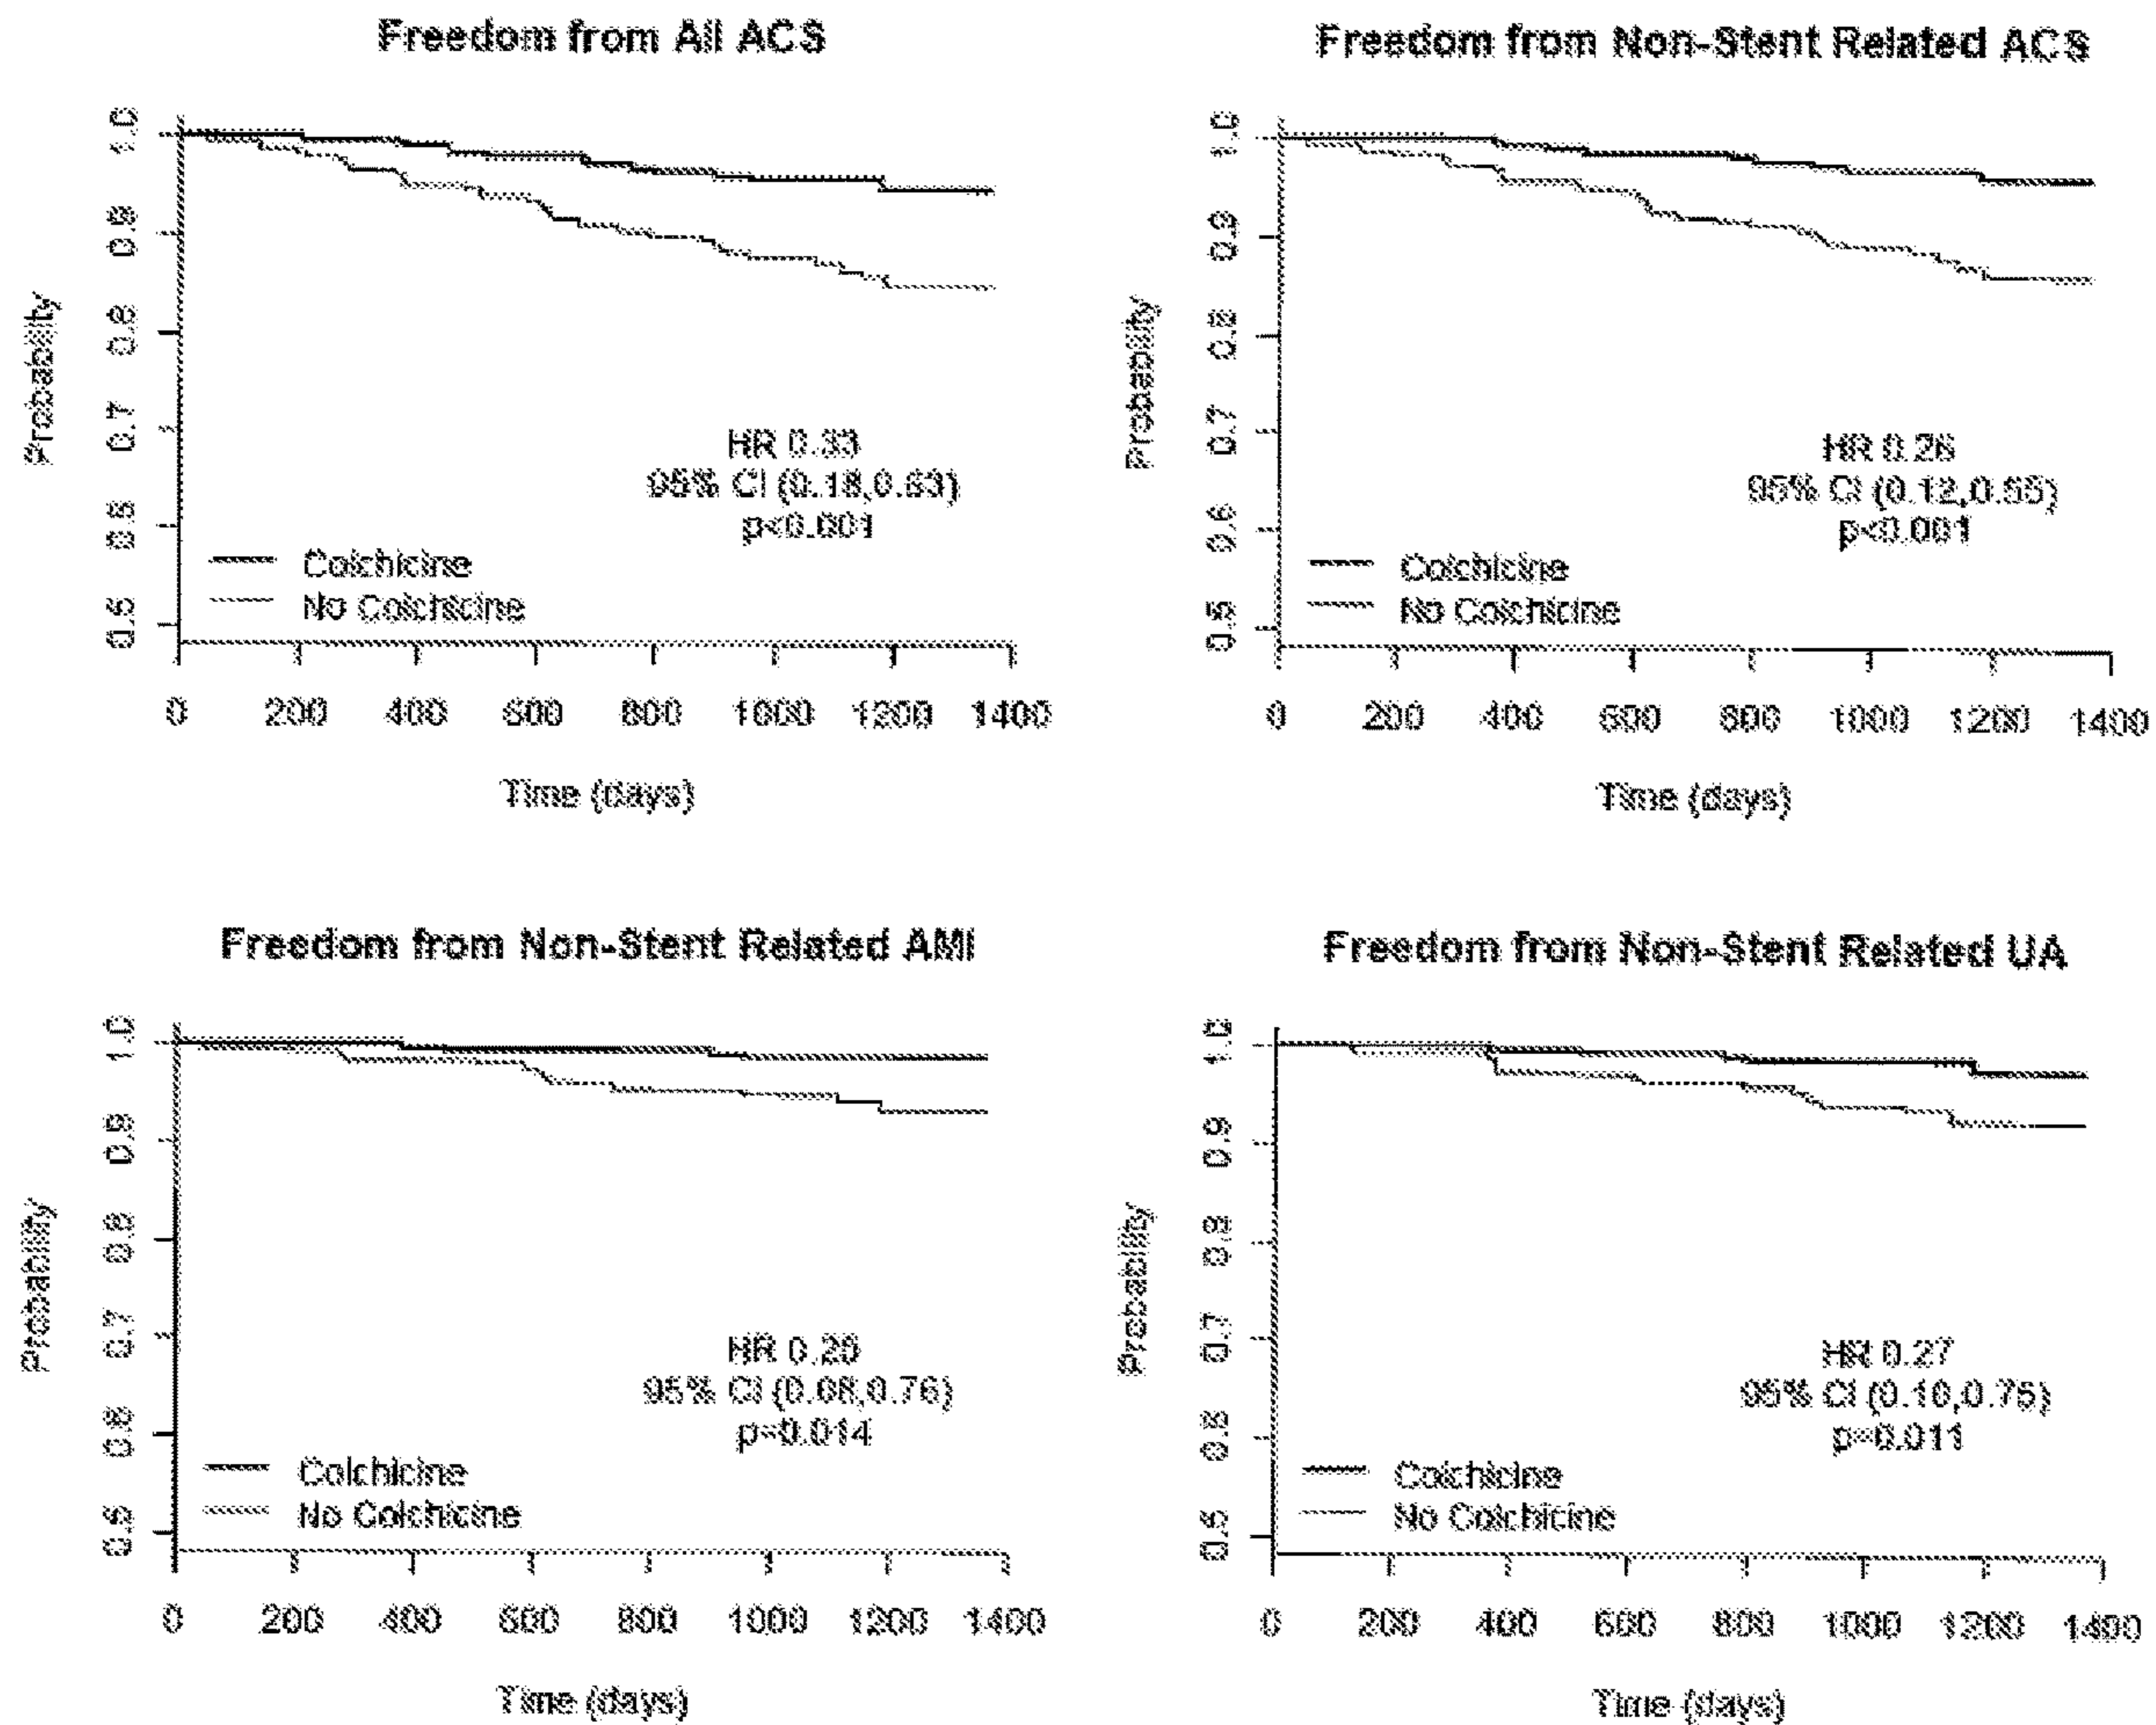 Freedom from All ACS
Probability
1.0
0.9
0.8
0.7
0.6
0.5
HR 0.33
95% CI (0.18,0.63)
p<0.001
Colchicine
No Colchicine
0 200 400 600 800 1000 1200 1400
Time (days)
Freedom from Non-Stent Related ACS
Probability
1.0
0.9
0.8
0.7
0.6
0.5
HR 0.26
95% CI (0.12,0.55)
p<0.001
Colchicine
No Colchicine
0 200 400 600 800 1000 1200 1400
Time (days)
Freedom from Non-Stent Related AMI
Probability
1.0
0.9
0.8
0.7
0.6
0.5
HR 0.25
95% CI (0.08,0.76)
p=0.014
Colchicine
No Colchicine
0 200 400 600 800 1000 1200 1400
Time (days)
Freedom from Non-Stent Related UA
Probability
1.0
0.9
0.8
0.7
0.6
0.5
HR 0.27
95% CI (0.10,0.75)
p=0.011
Colchicine
No Colchicine
0 200 400 600 800 1000 1200 1400
Time (days)